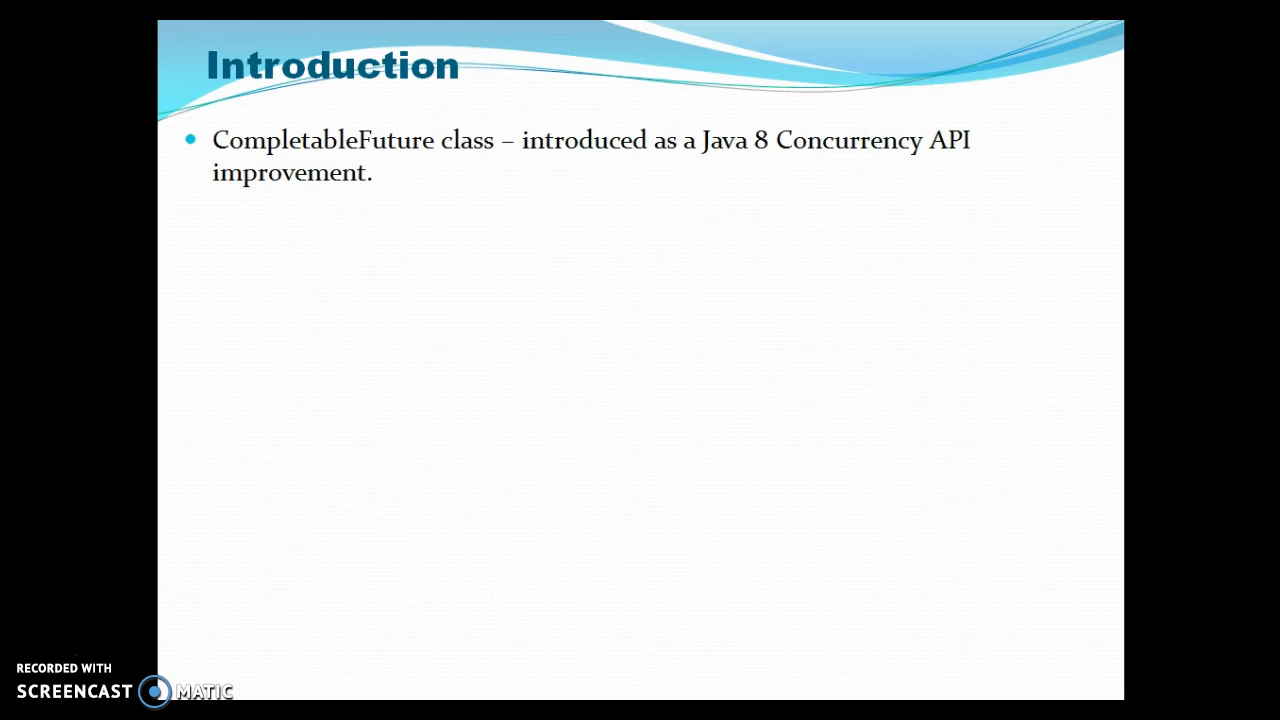 Introduction
CompletableFuture class – introduced as a Java 8 Concurrency API
improvement.
RECORDED WITH
SCREENCAST MATIC